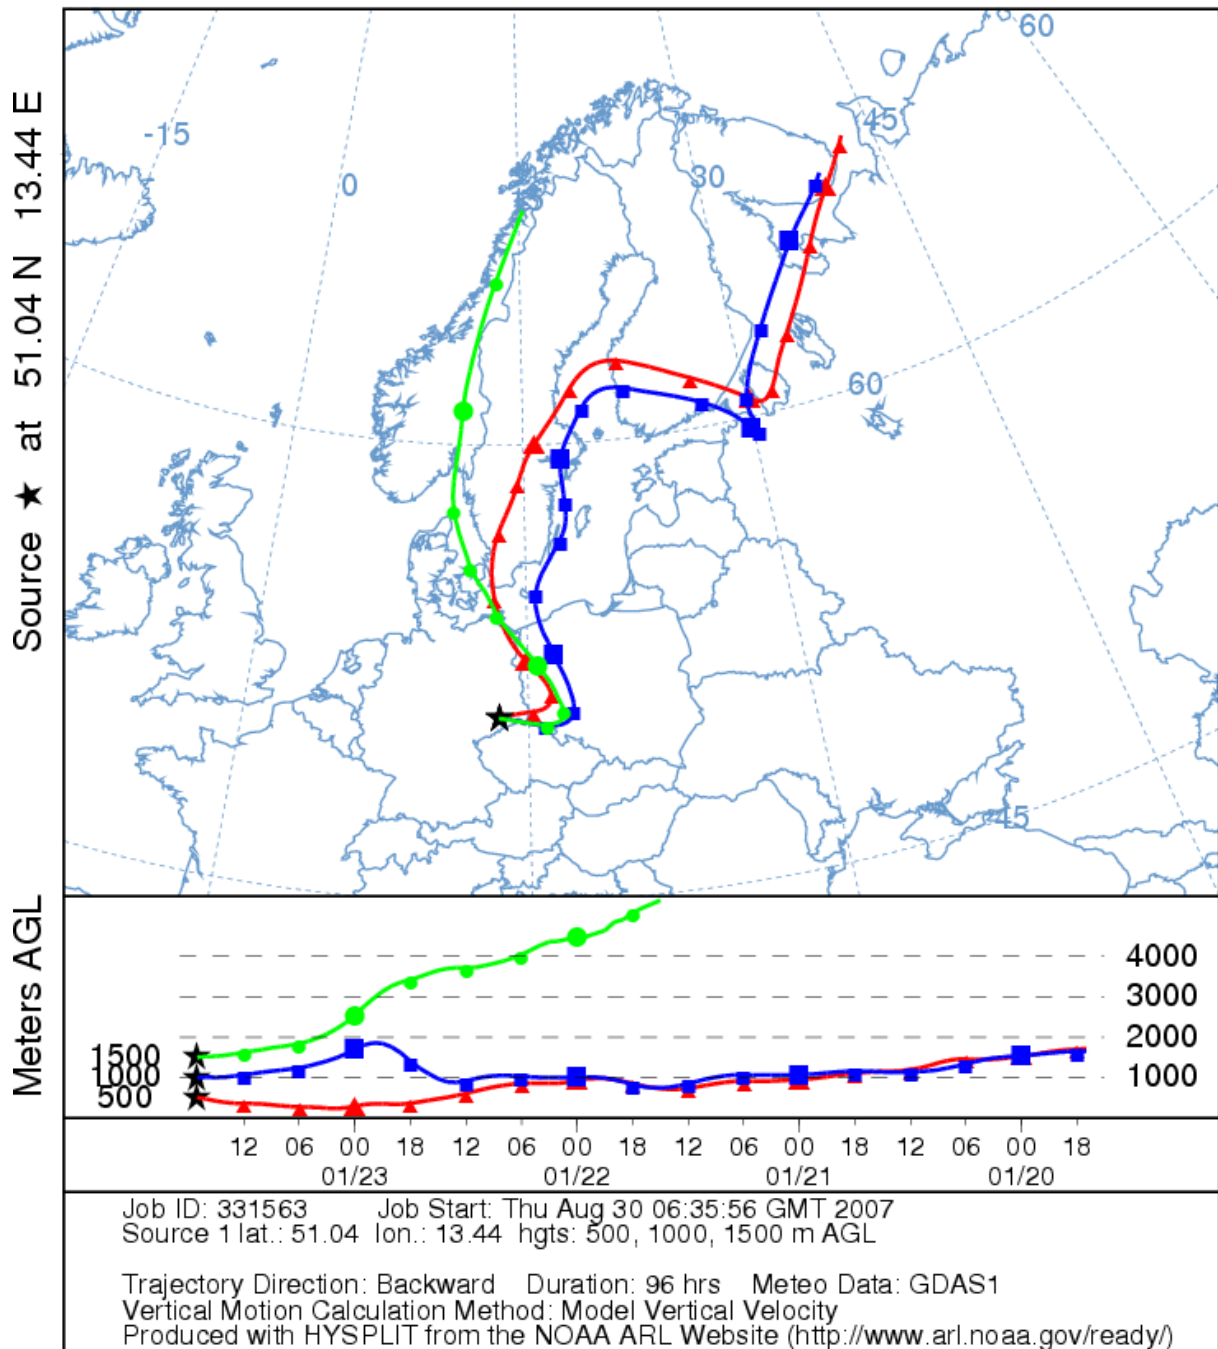 Source ★ at 51.04 N 13.44 E
60
-15
45
0
30
60
45
Meters AGL
4000
3000
2000
1500
1000
1000
500
12 06 00 18 12 06 00 18 12 06 00 18 12 06 00 18
01/23 01/22 01/21 01/20
Job ID: 331563 Job Start: Thu Aug 30 06:35:56 GMT 2007
Source 1 lat.: 51.04 lon.: 13.44 hgts: 500, 1000, 1500 m AGL
Trajectory Direction: Backward Duration: 96 hrs Meteo Data: GDAS1
Vertical Motion Calculation Method: Model Vertical Velocity
Produced with HYSPLIT from the NOAA ARL Website (http://www.arl.noaa.gov/ready/)